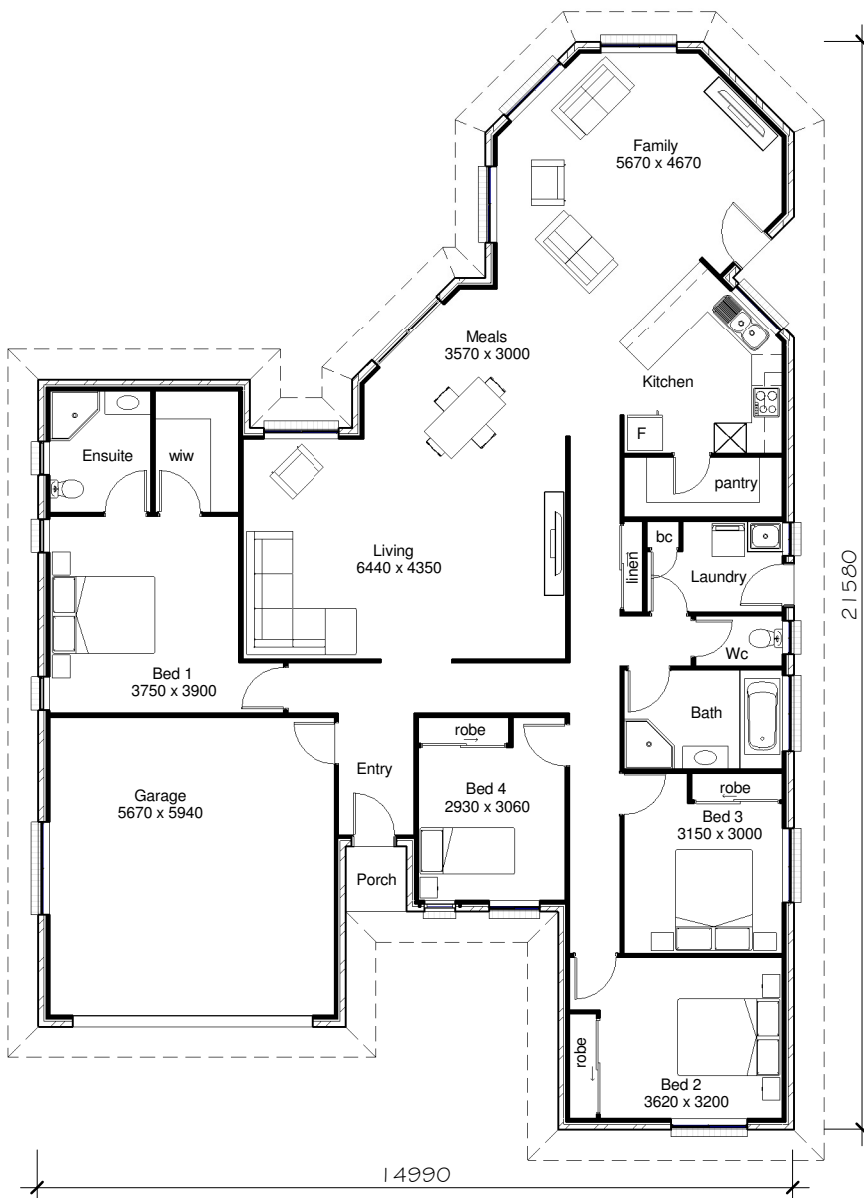 Family
5670 x 4670
Meals
3570 x 3000
Kitchen
F
Ensuite
wiw
pantry
Living
6440 x 4350
linen
bc
Laundry
21580
Wc
Bed 1
3750 x 3900
Bath
robe
Entry
Garage
5670 x 5940
Bed 4
2930 x 3060
robe
Bed 3
3150 x 3000
Porch
robe
Bed 2
3620 x 3200
14990